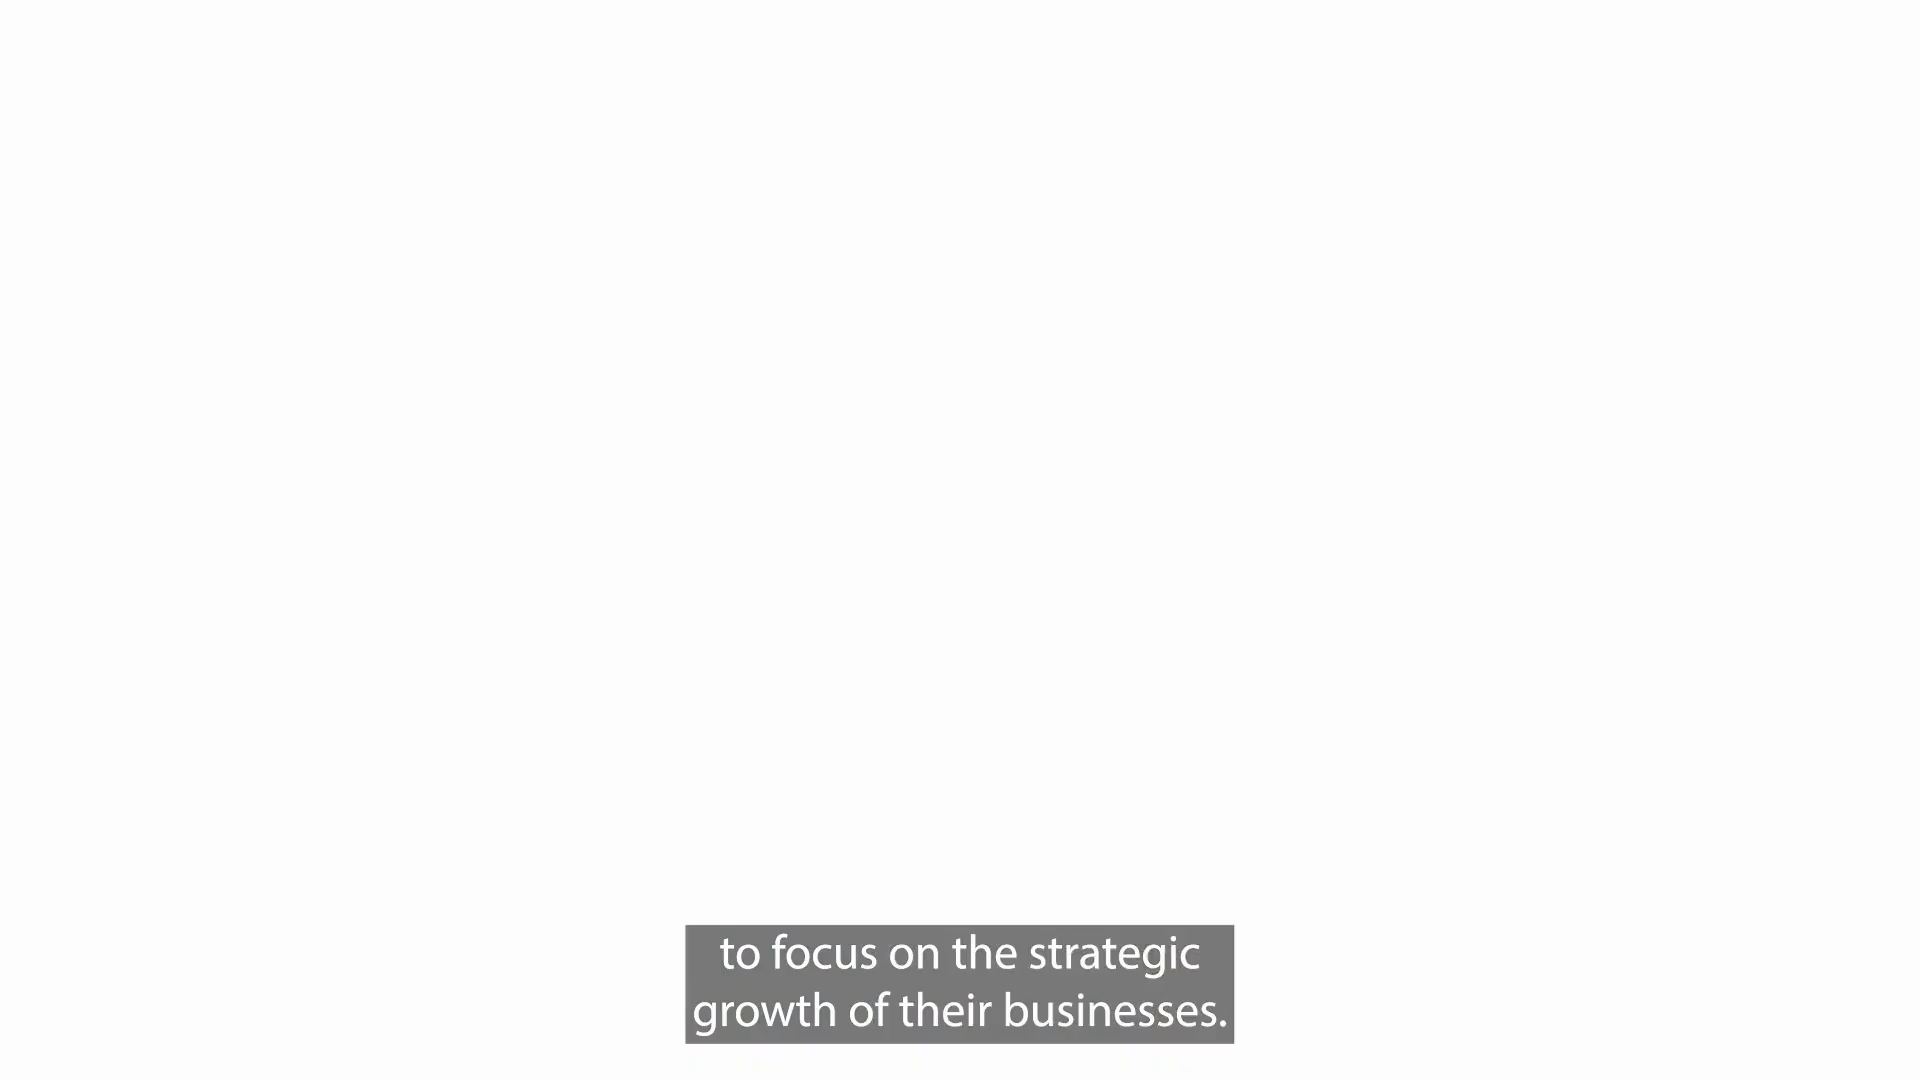 to focus on the strategic
growth of their businesses.